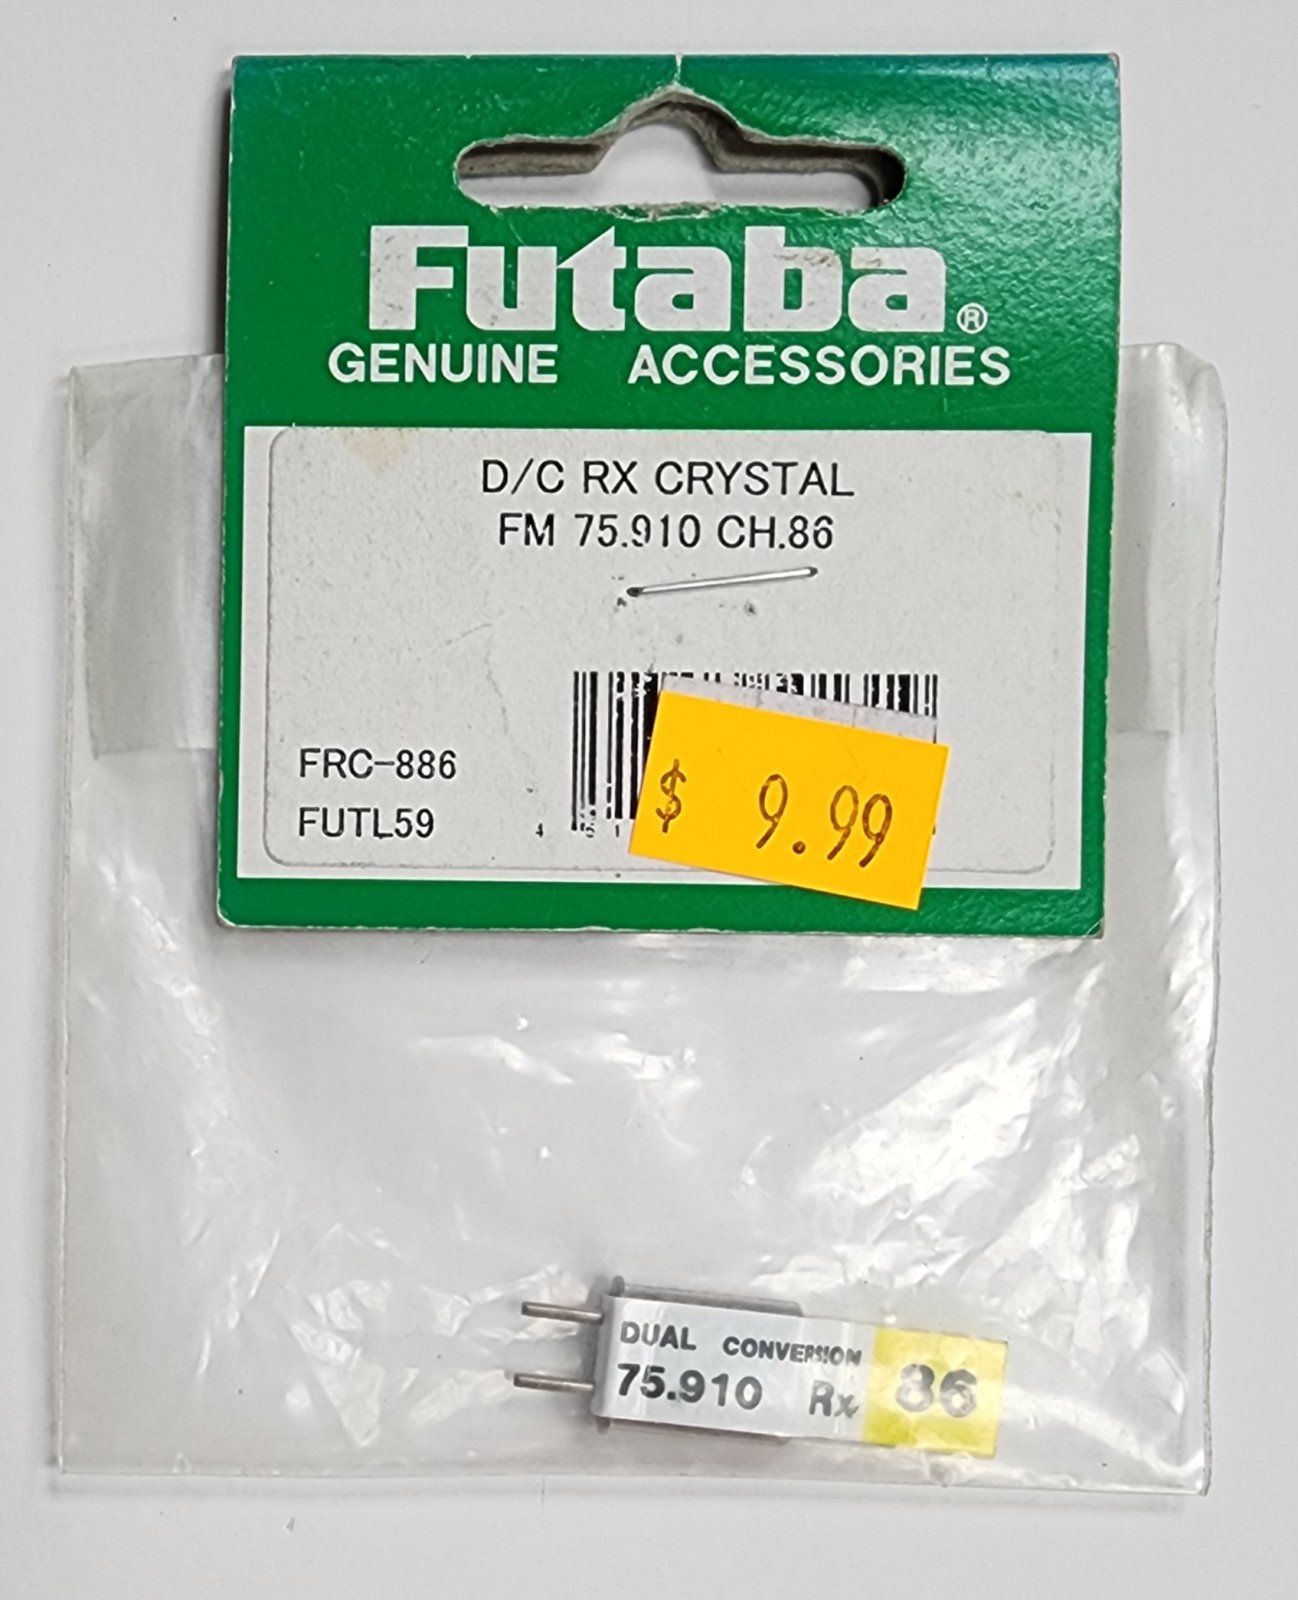 Futaba®
GENUINE ACCESSORIES
D/C RX CRYSTAL
FM 75.910 CH.86
FRC-886
FUTL59
4
$ 9.99
DUAL CONVERSION
75.910 Rx
86